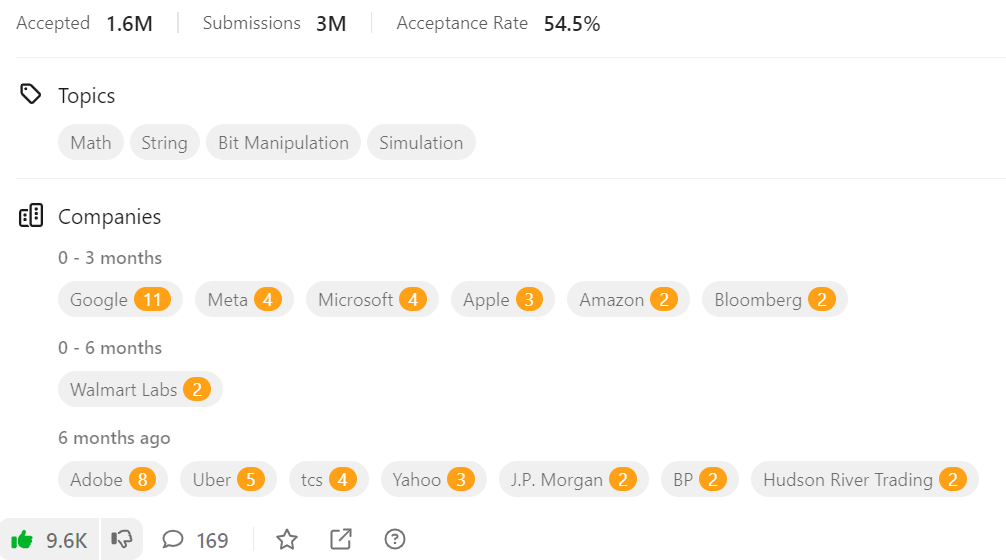 Accepted 1.6M Submissions 3M Acceptance Rate 54.5%
Topics
Math String Bit Manipulation Simulation
Companies
0 - 3 months
Google 11 Meta 4 Microsoft 4 Apple 3 Amazon 2 Bloomberg 2
0 - 6 months
Walmart Labs 2
6 months ago
Adobe 8 Uber 5 tcs 4 Yahoo 3 J.P. Morgan 2 BP 2 Hudson River Trading 2
9.6K 169